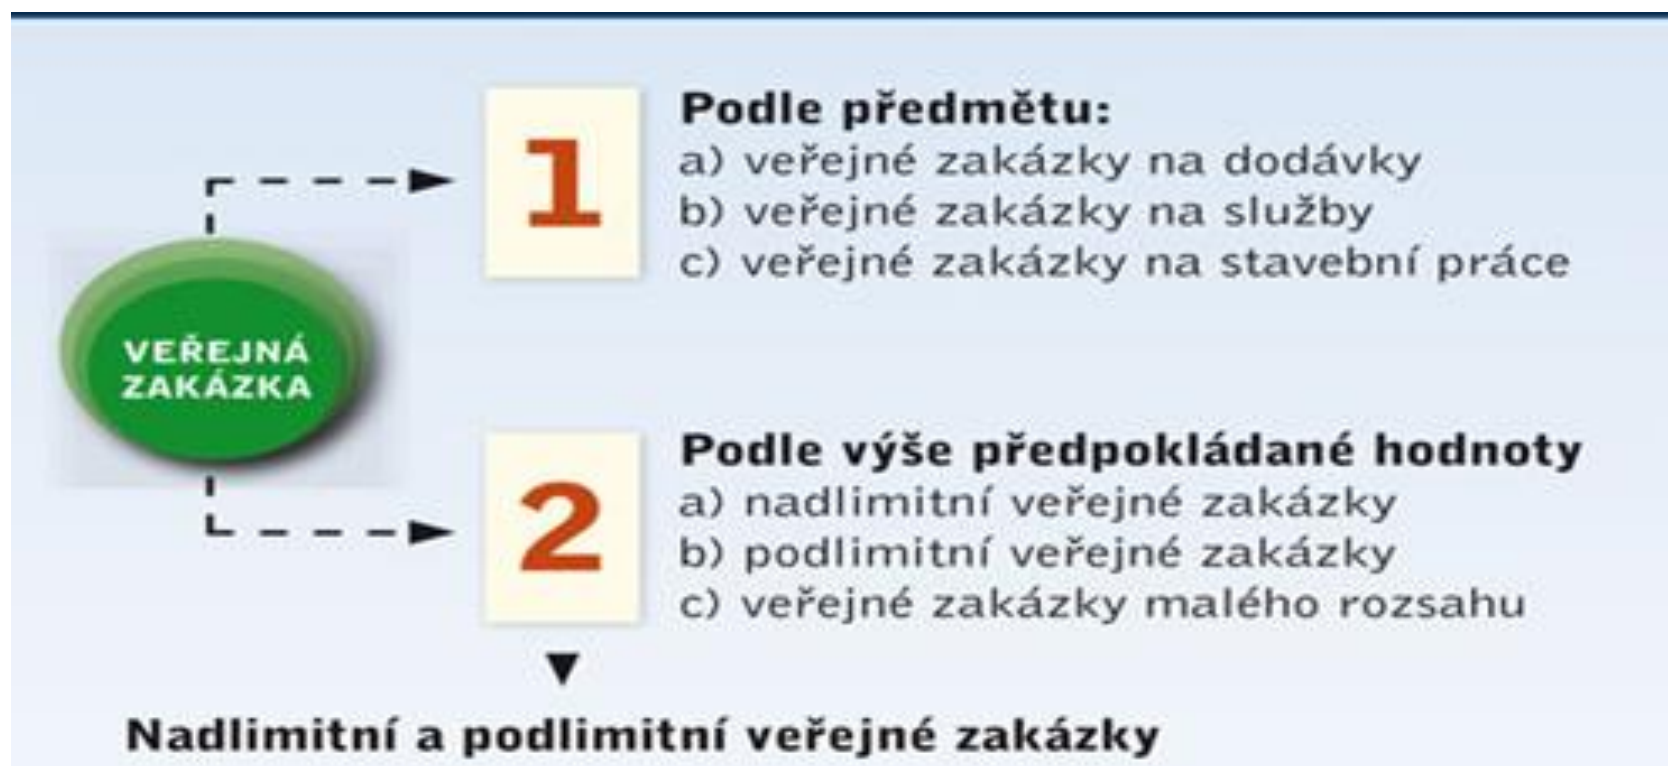 VEŘEJNÁ
ZAKÁZKA
1
Podle předmětu:
a) veřejné zakázky na dodávky
b) veřejné zakázky na služby
c) veřejné zakázky na stavební práce
2
Podle výše předpokládané hodnoty
a) nadlimitní veřejné zakázky
b) podlimitní veřejné zakázky
c) veřejné zakázky malého rozsahu
Nadlimitní a podlimitní veřejné zakázky